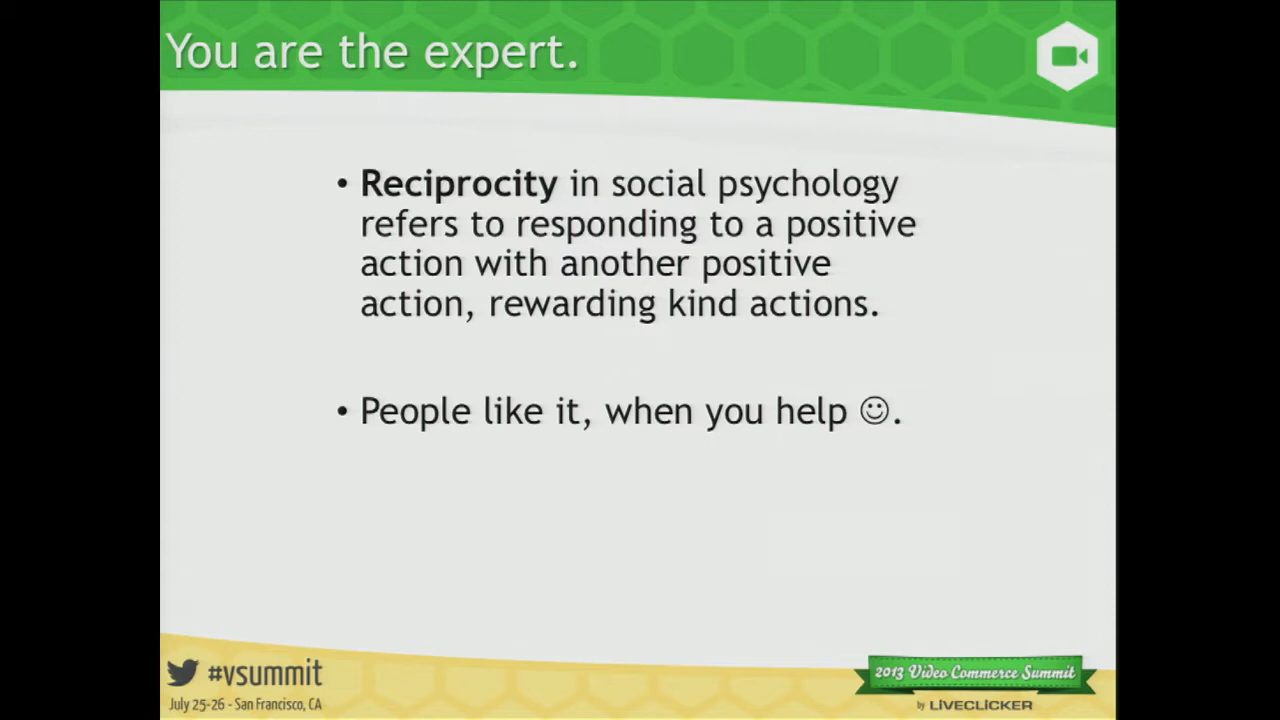 You are the expert.
• Reciprocity in social psychology
refers to responding to a positive
action with another positive
action, rewarding kind actions.
• People like it, when you help ☺.
#vsummit
July 25-26 - San Francisco, CA
2013 Video Commerce Summit
by LIVECLICKER